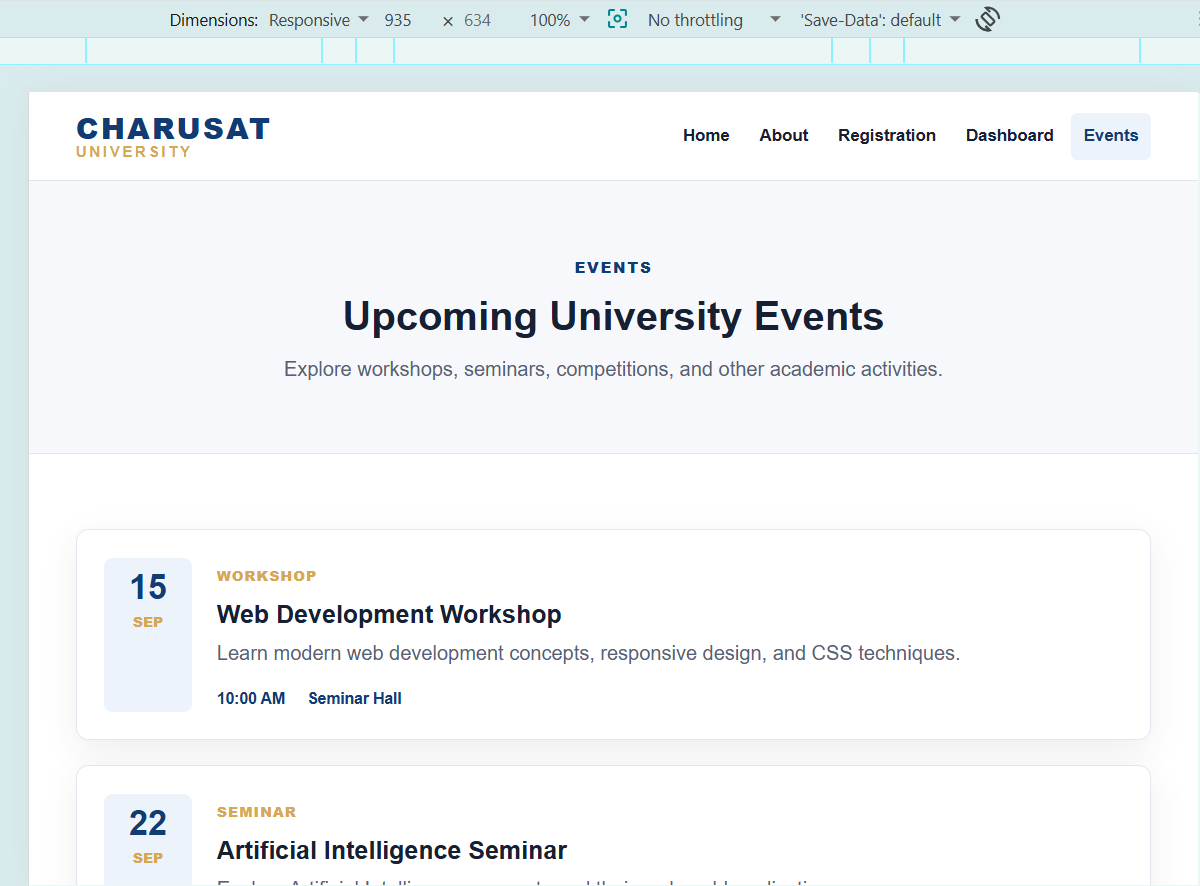 Dimensions: Responsive 935 × 634 100% No throttling 'Save-Data': default
CHARUSAT
UNIVERSITY
Home About Registration Dashboard Events
EVENTS
Upcoming University Events
Explore workshops, seminars, competitions, and other academic activities.
15
SEP
WORKSHOP
Web Development Workshop
Learn modern web development concepts, responsive design, and CSS techniques.
10:00 AM Seminar Hall
22
SEP
SEMINAR
Artificial Intelligence Seminar